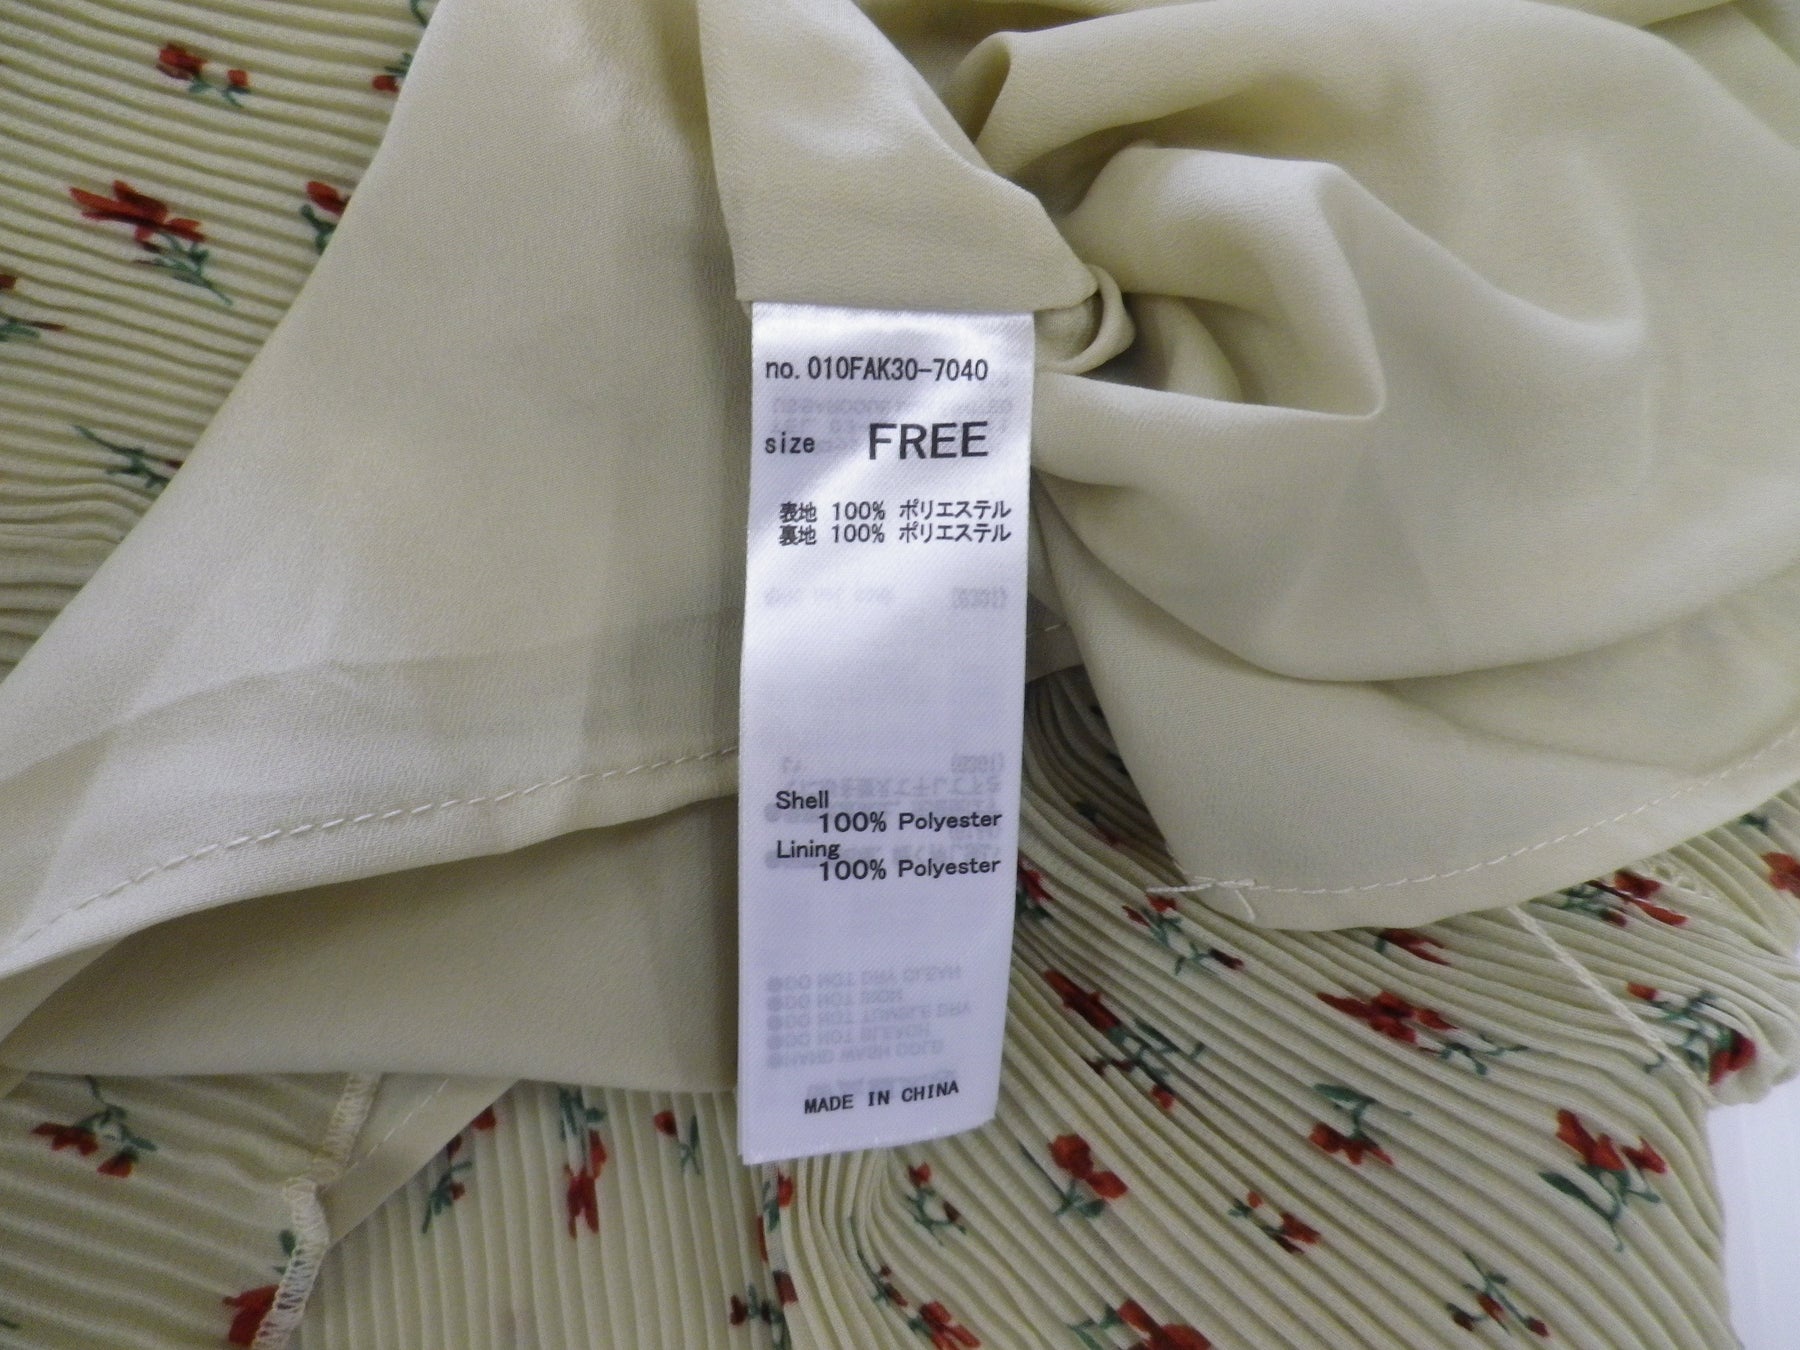 no. 010FAK30-7040
size FREE
表地 100% ポリエステル
裏地 100% ポリエステル
Shell
100% Polyester
Lining
100% Polyester
MADE IN CHINA